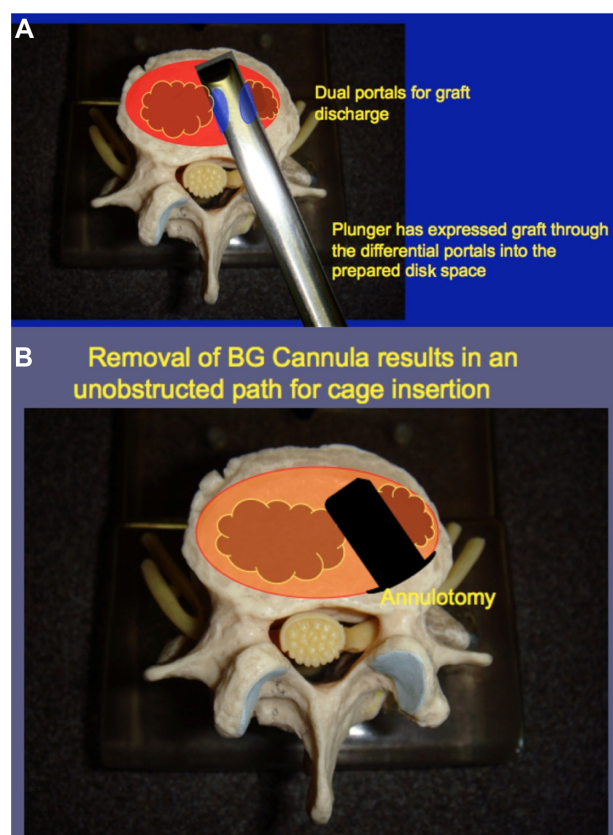 A
Dual portals for graft
discharge
Plunger has expressed graft through
the differential portals into the
prepared disk space
B
Removal of BG Cannula results in an
unobstructed path for cage insertion
Annulotomy